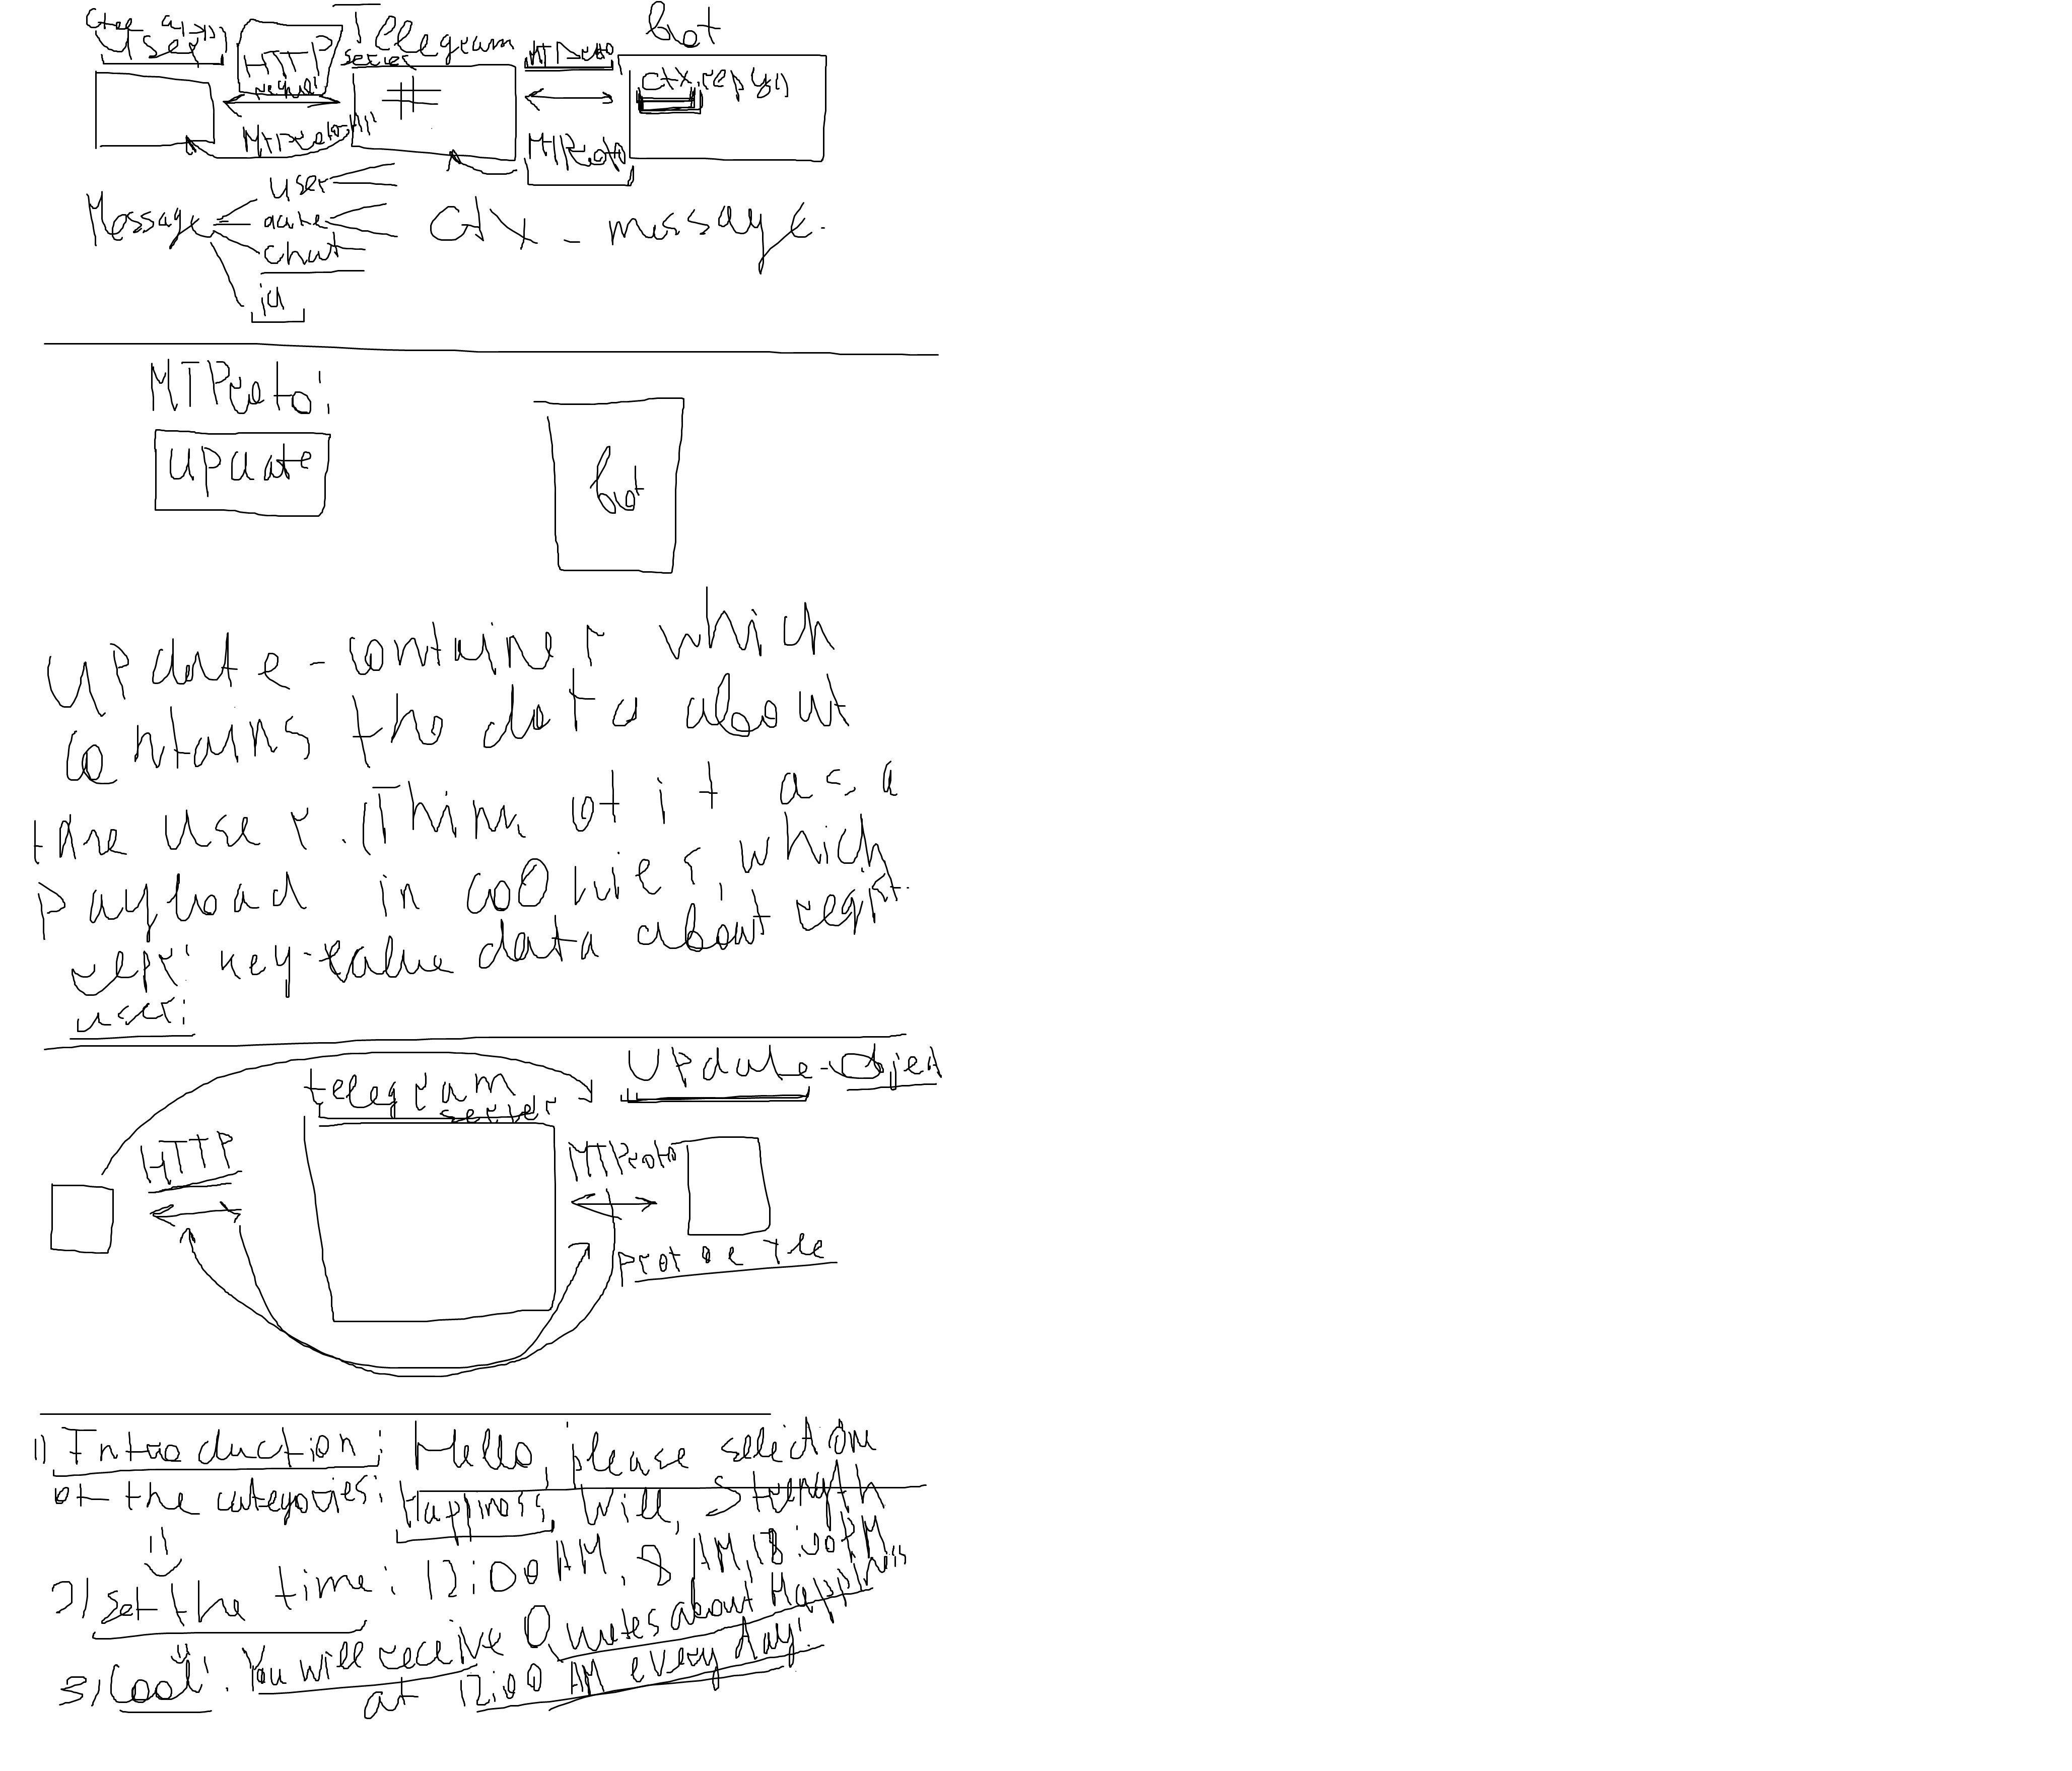 User
HTTP
Telegram
server
bot
MTProto
ctx.reply()
MTProto API
MTProto
Message
user
date
chat
id
ctx - message.
MTProto:
update
bot
update - container which
contains the data about
the user. (Think of it as a
payload in cookies, which
repr. key-value data about regist.
user.
telegram
server
Update - Object
HTTP
MTProto
1) Introduction: Hello, please select one
of the categories: Happiness, Will, Strength
2) set the time: 12:00 AM, 8 AM, 18:00 PM
3) Cool! You will receive Quotes about Happiness
at 12:00 AM every day!